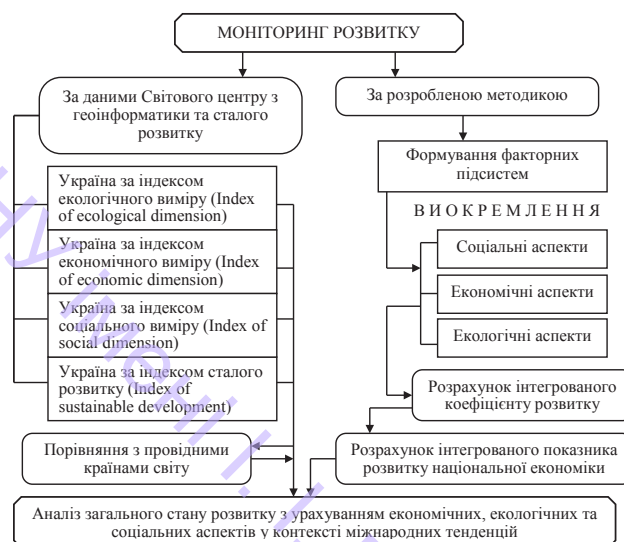 МОНІТОРИНГ РОЗВИТКУ
За даними Світового центру з
геоінформатики та сталого
розвитку
Україна за індексом
екологічного виміру (Index
of ecological dimension)
Україна за індексом
економічного виміру (Index
of economic dimension)
Україна за індексом
соціального виміру (Index of
social dimension)
Україна за індексом сталого
розвитку (Index of
sustainable development)
Порівняння з провідними
країнами світу
За розробленою методикою
Формування факторних
підсистем
ВИОКРЕМЛЕННЯ
Соціальні аспекти
Економічні аспекти
Екологічні аспекти
Розрахунок інтегрованого
коефіцієнту розвитку
Розрахунок інтегрованого показника
розвитку національної економіки
Аналіз загального стану розвитку з урахуванням економічних, екологічних та
соціальних аспектів у контексті міжнародних тенденцій
імені І. І.